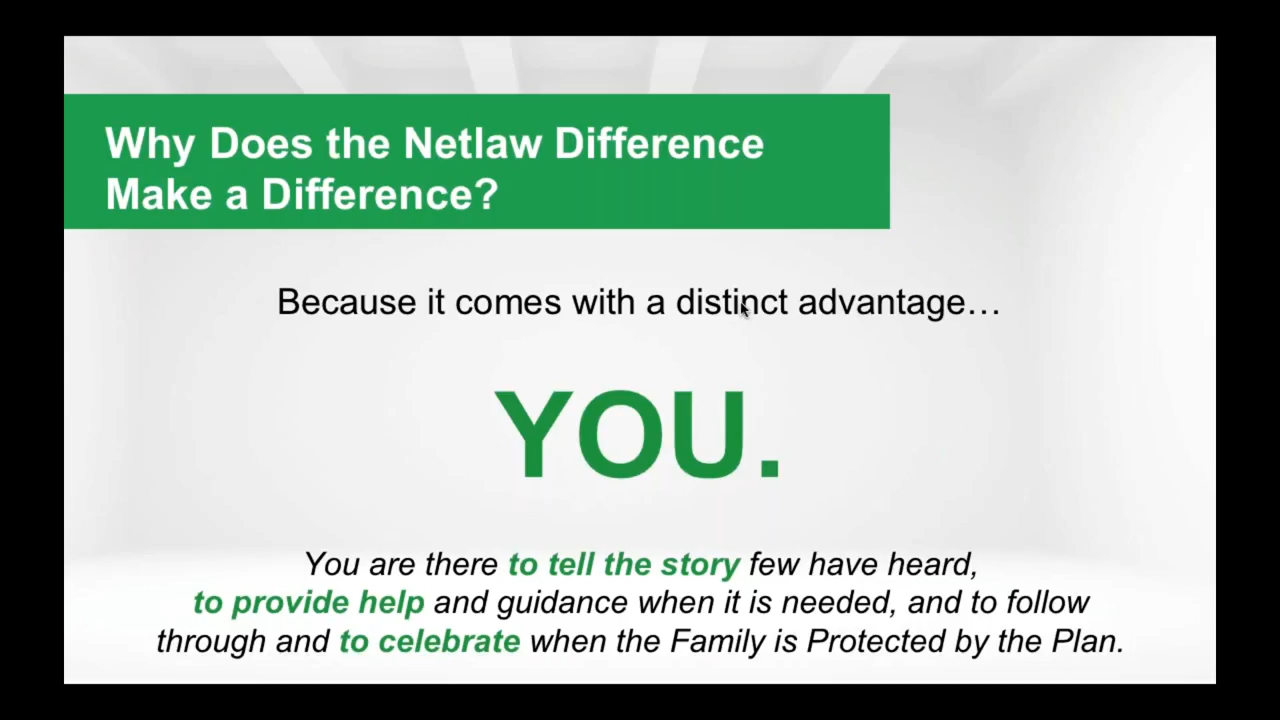 Why Does the Netlaw Difference
Make a Difference?
Because it comes with a distinct advantage…
YOU.
You are there to tell the story few have heard,
to provide help and guidance when it is needed, and to follow
through and to celebrate when the Family is Protected by the Plan.